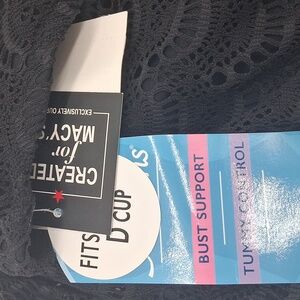 CREATED
for
MACY'S
EXCLUSIVELY OUR
FITS
D CUP
BUST SUPPORT
TUMMY CONTROL